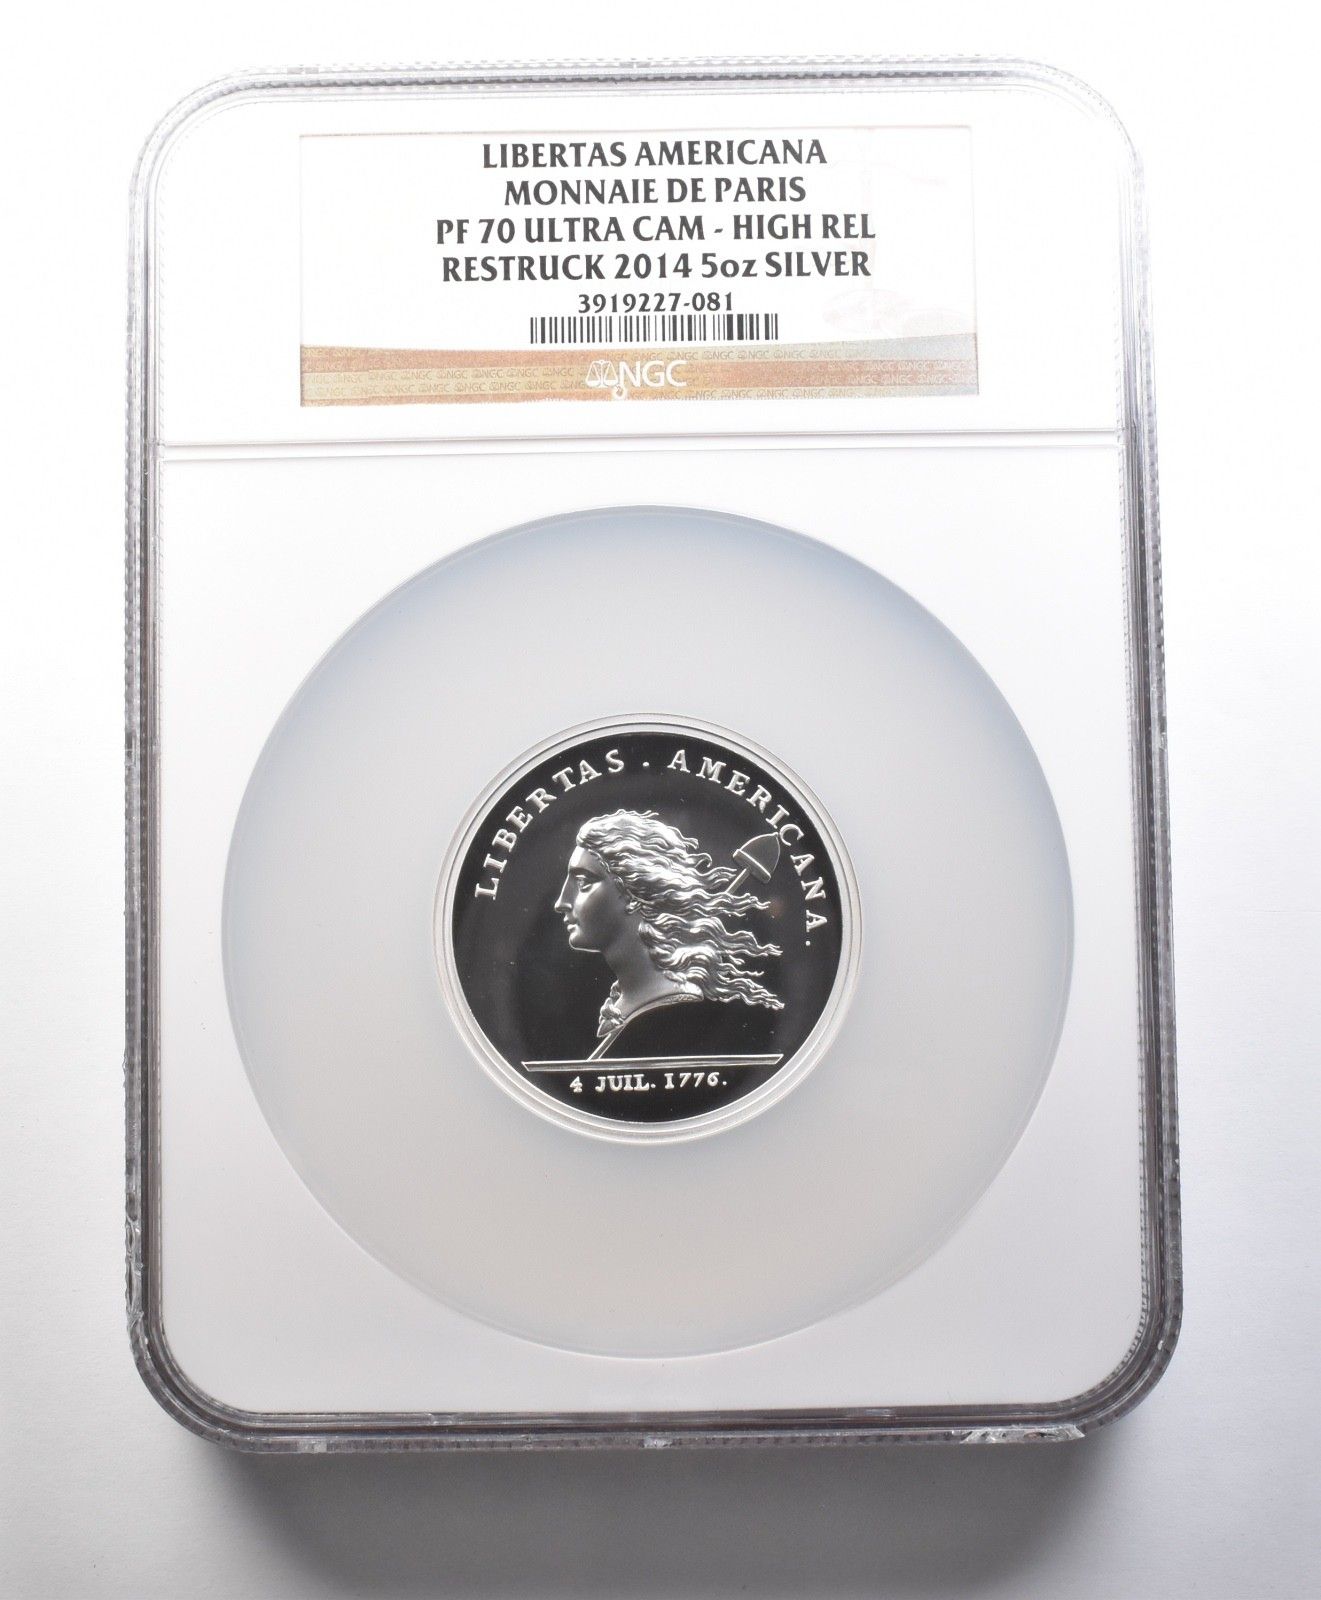 LIBERTAS AMERICANA
MONNAIE DE PARIS
PF 70 ULTRA CAM - HIGH REL
RESTRUCK 2014 5oz SILVER
3919227-081
NGC
LIBERTAS . AMERICANA.
4 JUIL. 1776.